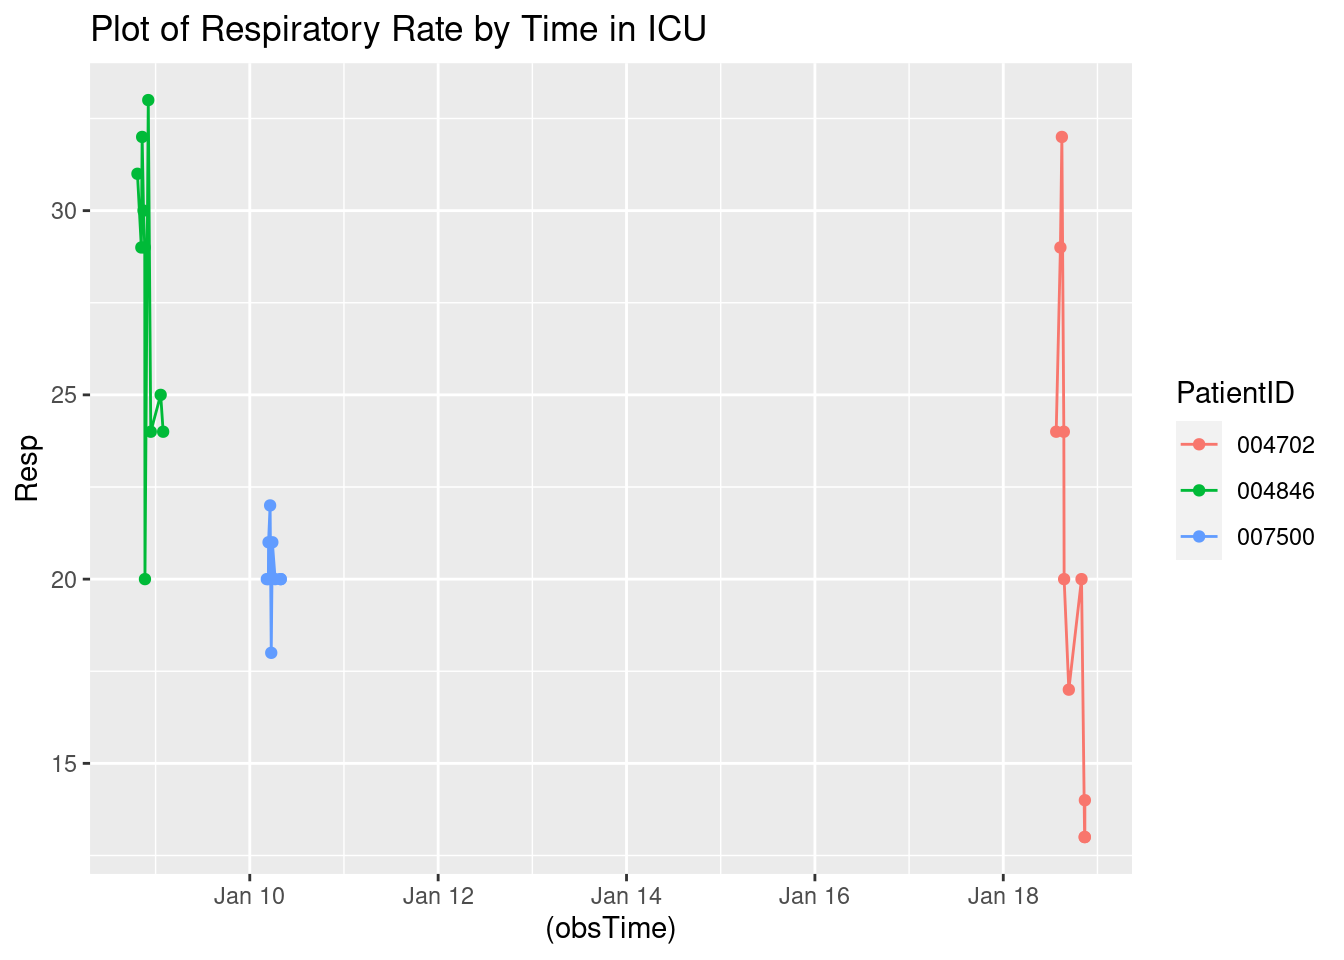 Plot of Respiratory Rate by Time in ICU
30
25
20
15
Resp
Jan 10 Jan 12 Jan 14 Jan 16 Jan 18
(obsTime)
PatientID
004702
004846
007500